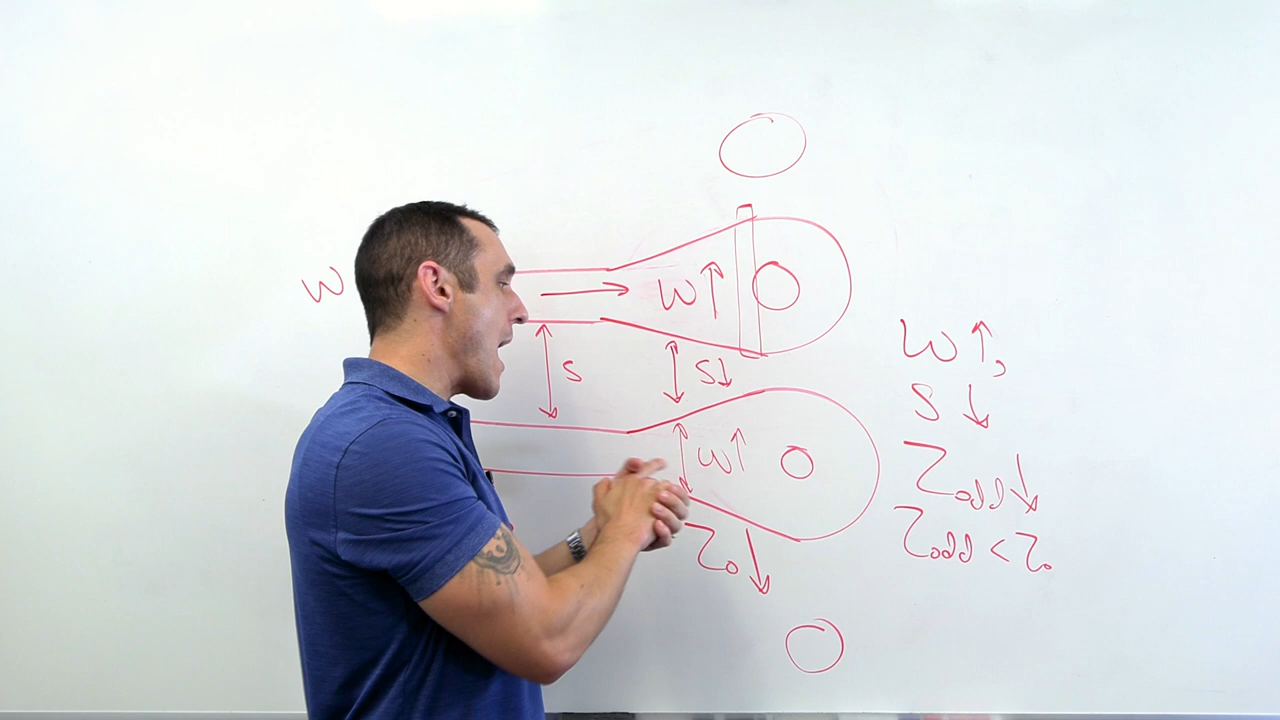 W
W↑
S
S↓
W↑
Z₀↓
W↑,
S↓
Zodd↓
Zodd < Z₀